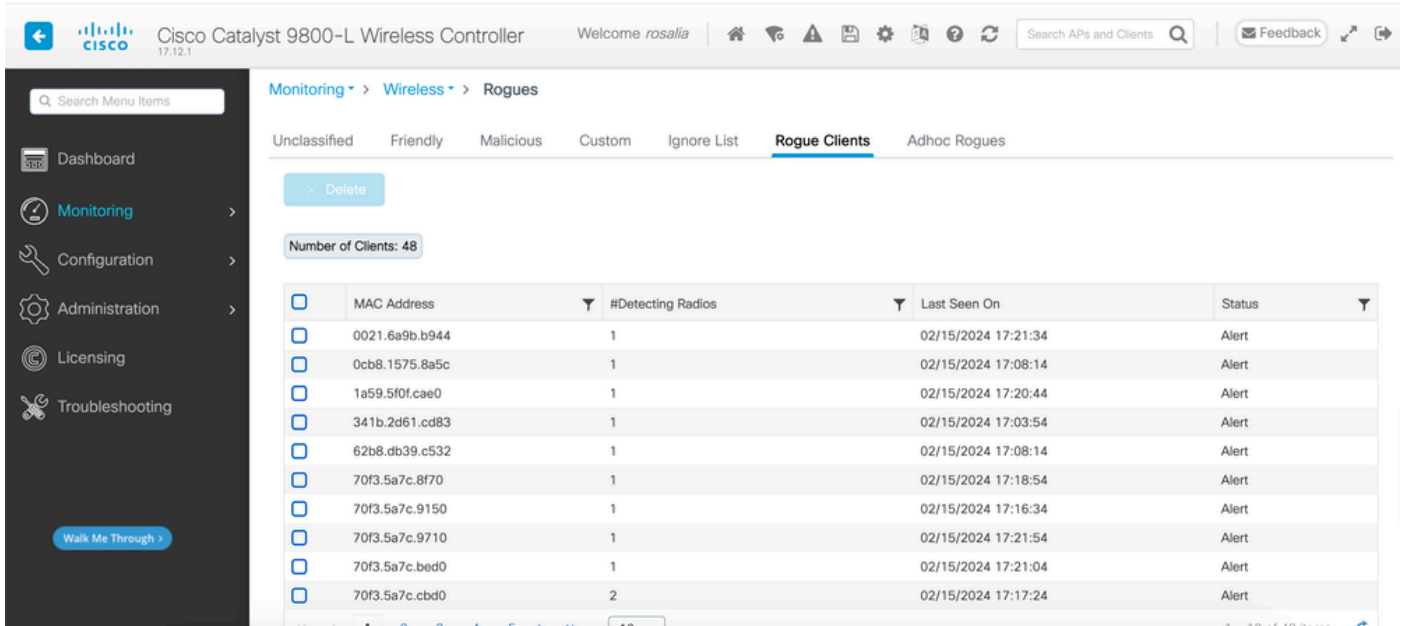 CISCO Cisco Catalyst 9800-L Wireless Controller Welcome rosalia Search APs and Clients Feedback
17.12.1
Search Menu Items
Dashboard
Monitoring
Configuration
Administration
Licensing
Troubleshooting
Walk Me Through >
Monitoring > Wireless > Rogues
Unclassified Friendly Malicious Custom Ignore List Rogue Clients Adhoc Rogues
× Delete
Number of Clients: 48
MAC Address #Detecting Radios Last Seen On Status
0021.6a9b.b944 1 02/15/2024 17:21:34 Alert
0cb8.1575.8a5c 1 02/15/2024 17:08:14 Alert
1a59.5f0f.cae0 1 02/15/2024 17:20:44 Alert
341b.2d61.cd83 1 02/15/2024 17:03:54 Alert
62b8.db39.c532 1 02/15/2024 17:08:14 Alert
70f3.5a7c.8f70 1 02/15/2024 17:18:54 Alert
70f3.5a7c.9150 1 02/15/2024 17:16:34 Alert
70f3.5a7c.9710 1 02/15/2024 17:21:54 Alert
70f3.5a7c.bed0 1 02/15/2024 17:21:04 Alert
70f3.5a7c.cbd0 2 02/15/2024 17:17:24 Alert